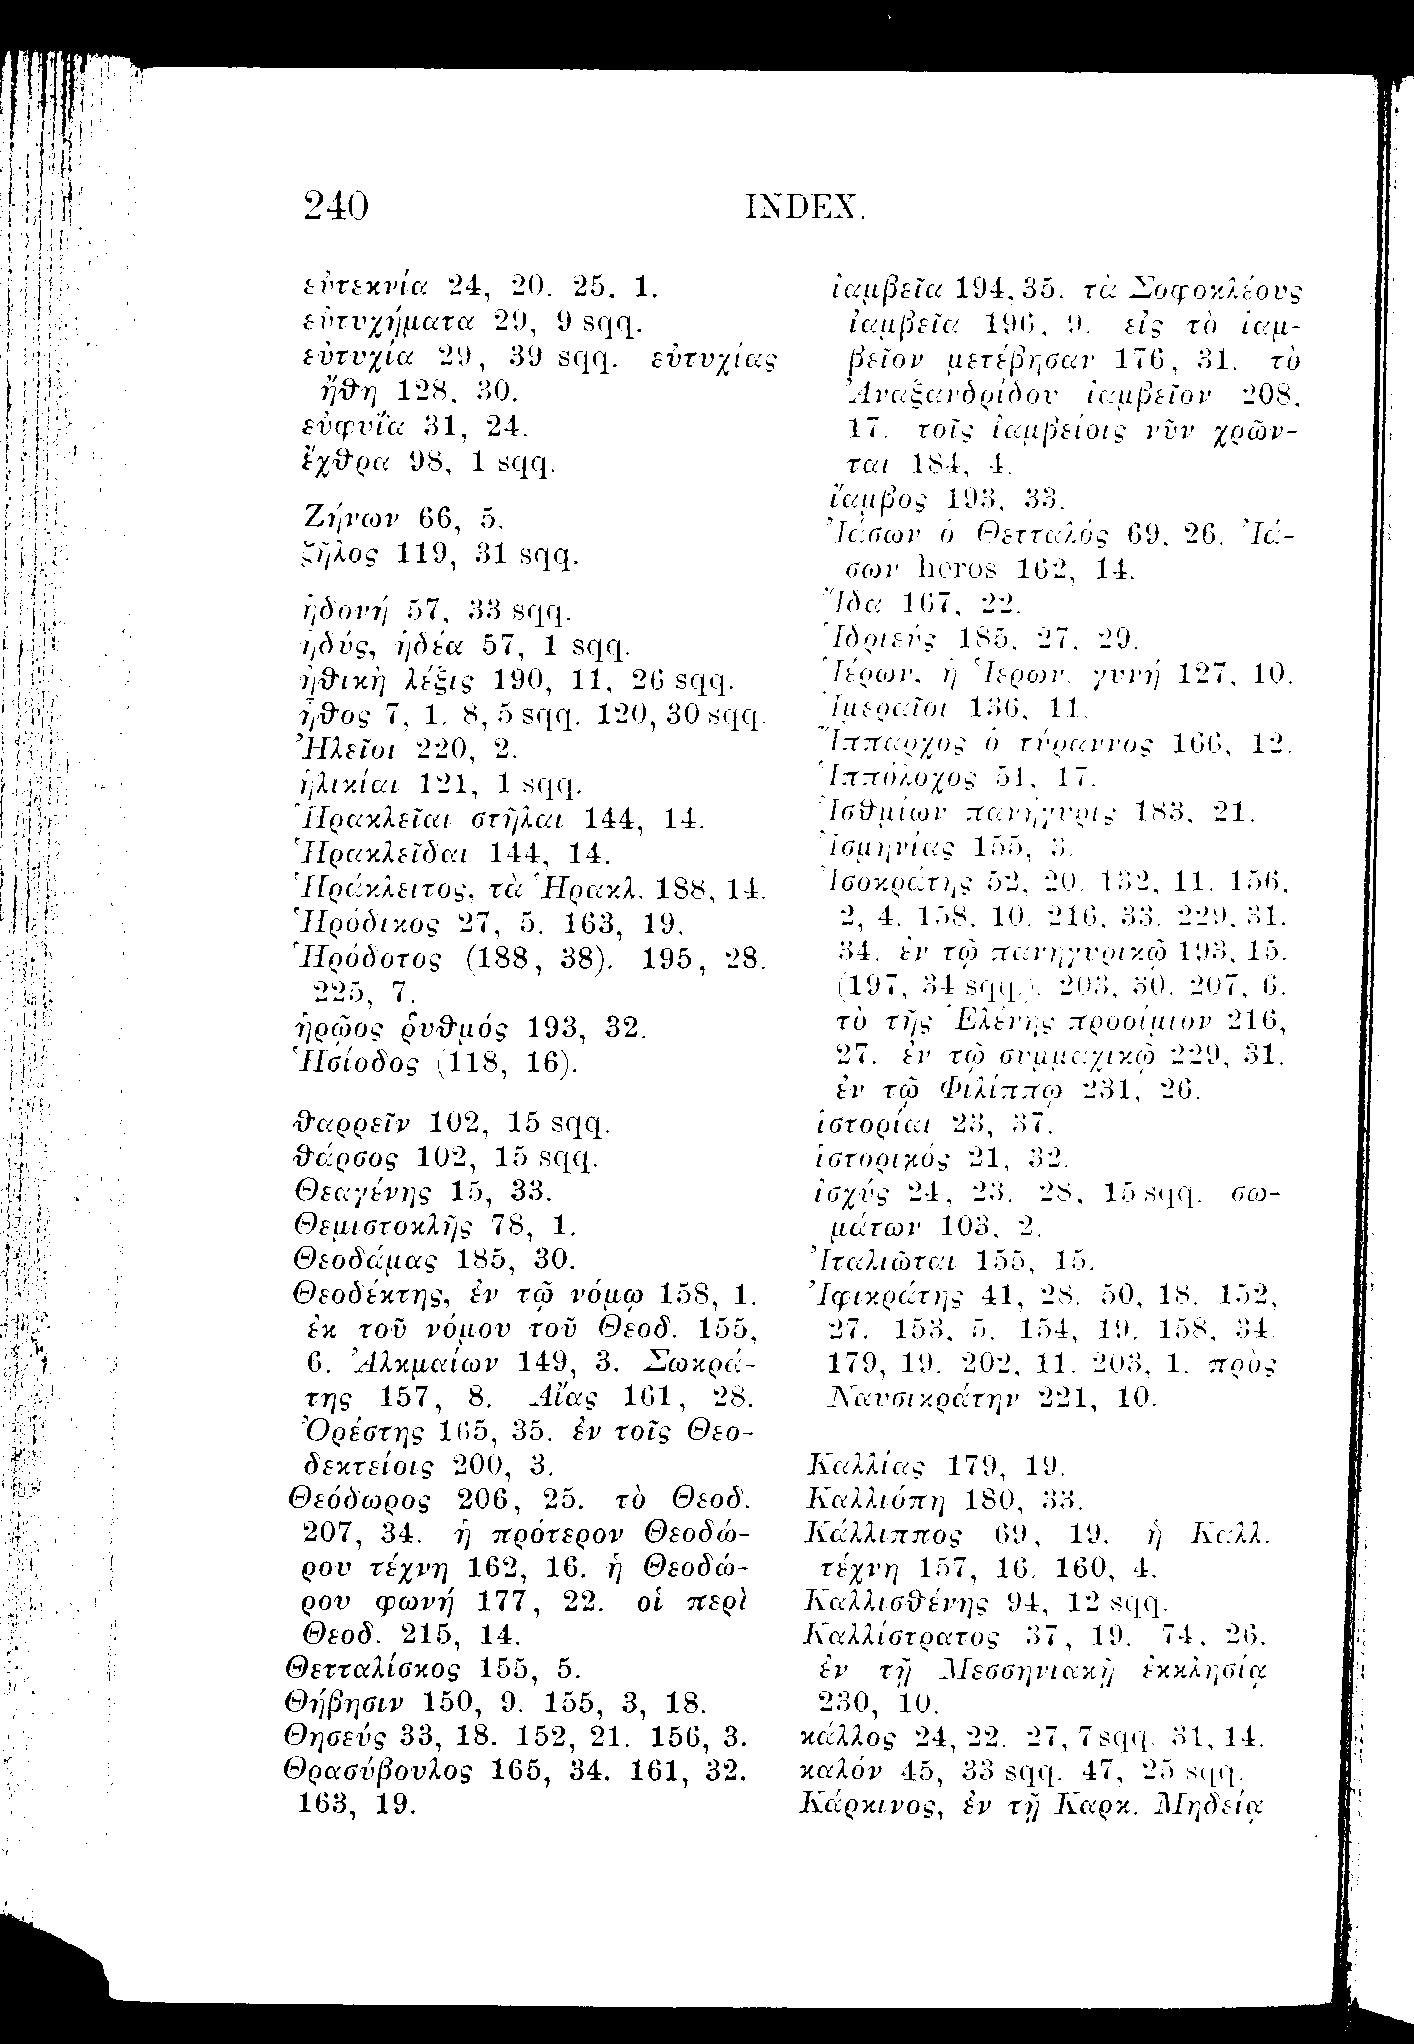 240 INDEX.
εὐτεκνία 24, 20. 25, 1.
εὐτυχήματα 29, 9 sqq.
εὐτυχία 29, 39 sqq. εὐτυχίας
ἤθη 128, 30.
εὐφυΐα 31, 24.
ἔχθρα 98, 1 sqq.
Ζήνων 66, 5.
ζῆλος 119, 31 sqq.
ἡδονή 57, 33 sqq.
ἡδύς, ἡδέα 57, 1 sqq.
ἠθικὴ λέξις 190, 11, 26 sqq.
ἦθος 7, 1. 8, 5 sqq. 120, 30 sqq.
Ἠλεῖοι 220, 2.
ἡλικίαι 121, 1 sqq.
Ἡρακλεῖαι στῆλαι 144, 14.
Ἡρακλεῖδαι 144, 14.
Ἡράκλειτος, τὰ Ἡρακλ. 188, 14.
Ἡρόδικος 27, 5. 163, 19.
Ἡρόδοτος (188, 38). 195, 28.
225, 7.
ἡρῷος ῥυθμός 193, 32.
Ἡσίοδος (118, 16).
θαρρεῖν 102, 15 sqq.
θάρσος 102, 15 sqq.
Θεαγένης 15, 33.
Θεμιστοκλῆς 78, 1.
Θεοδάμας 185, 30.
Θεοδέκτης, ἐν τῷ νόμῳ 158, 1.
ἐκ τοῦ νόμου τοῦ Θεοδ. 155,
6. Ἀλκμαίων 149, 3. Σωκρά-
της 157, 8. Αἴας 161, 28.
Ὀρέστης 165, 35. ἐν τοῖς Θεο-
δεκτείοις 200, 3.
Θεόδωρος 206, 25. τὸ Θεοδ.
207, 34. ἡ πρότερον Θεοδώ-
ρου τέχνη 162, 16. ἡ Θεοδώ-
ρου φωνή 177, 22. οἱ περὶ
Θεοδ. 215, 14.
Θετταλίσκος 155, 5.
Θήβησιν 150, 9. 155, 3, 18.
Θησεύς 33, 18. 152, 21. 156, 3.
Θρασύβουλος 165, 34. 161, 32.
163, 19.
ἰαμβεῖα 194, 35. τὰ Σοφοκλέους
ἰαμβεῖα 196, 9. εἰς τὸ ἰαμ-
βεῖον μετέβησαν 176, 31. τὸ
Ἀναξανδρίδου ἰαμβεῖον 208,
17. τοῖς ἰαμβείοις νῦν χρῶν-
ται 184, 4.
ἴαμβος 193, 33.
Ἰάσων ὁ Θετταλός 69, 26. Ἰά-
σων heros 162, 14.
Ἴδα 167, 22.
Ἰδριεύς 185, 27, 29.
Ἱέρων, ἡ Ἱερων. γυνή 127, 10.
Ἱμεραῖοι 136, 11.
Ἵππαρχος ὁ τύραννος 166, 12.
Ἱππόλοχος 51, 17.
Ἰσθμίων πανήγυρις 183, 21.
Ἰσμηνίας 155, 3.
Ἰσοκράτης 52, 20. 132, 11. 156,
2, 4. 158, 10. 216, 33. 229, 31.
34. ἐν τῷ πανηγυρικῷ 193, 15.
(197, 34 sqq.). 203, 30. 207, 6.
τὸ τῆς Ἑλένης προοίμιον 216,
27. ἐν τῷ συμμαχικῷ 229, 31.
ἐν τῷ Φιλίππῳ 231, 26.
ἱστορίαι 23, 37.
ἱστορικός 21, 32.
ἰσχύς 24, 23. 28, 15 sqq. σω-
μάτων 103, 2.
Ἰταλιῶται 155, 15.
Ἰφικράτης 41, 28. 50, 18. 152,
27. 153, 5. 154, 19. 158, 34.
179, 19. 202, 11. 203, 1. πρὸς
Ναυσικράτην 221, 10.
Καλλίας 179, 19.
Καλλιόπη 180, 33.
Κάλλιππος 69, 19. ἡ Καλλ.
τέχνη 157, 16. 160, 4.
Καλλισθένης 94, 12 sqq.
Καλλίστρατος 37, 19. 74, 26.
ἐν τῇ Μεσσηνιακῇ ἐκκλησίᾳ
230, 10.
κάλλος 24, 22. 27, 7 sqq. 31, 14.
καλόν 45, 33 sqq. 47, 25 sqq.
Κάρκινος, ἐν τῇ Καρκ. Μηδείᾳ